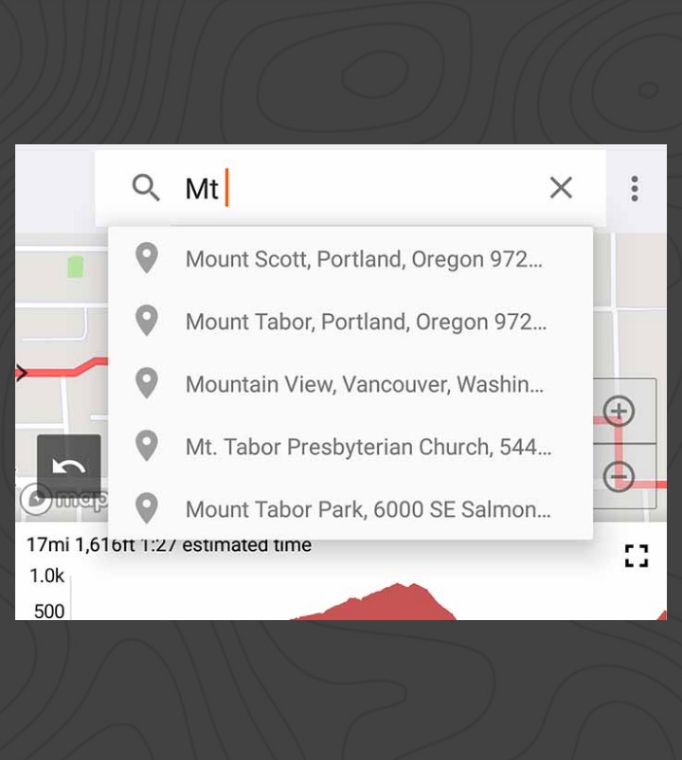 Mt
Mount Scott, Portland, Oregon 972...
Mount Tabor, Portland, Oregon 972...
Mountain View, Vancouver, Washin...
Mt. Tabor Presbyterian Church, 544...
Mount Tabor Park, 6000 SE Salmon...
map
17mi 1,616ft 1:27 estimated time
1.0k
500